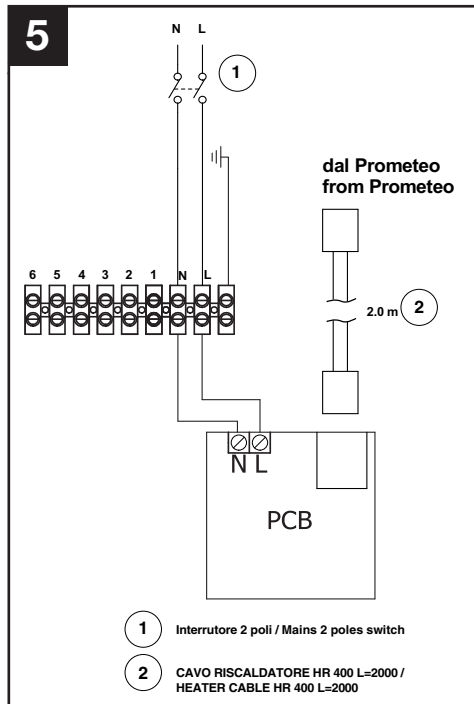 5
N L
1
dal Prometeo
from Prometeo
6 5 4 3 2 1 N L
2.0 m 2
N L
PCB
1 Interrutore 2 poli / Mains 2 poles switch
2 CAVO RISCALDATORE HR 400 L=2000 /
HEATER CABLE HR 400 L=2000